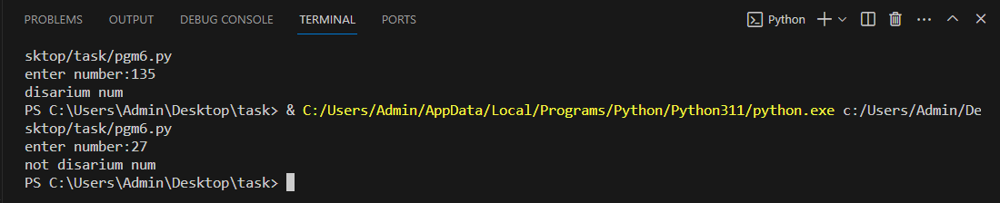 PROBLEMS OUTPUT DEBUG CONSOLE TERMINAL PORTS Python
sktop/task/pgm6.py
enter number:135
disarium num
PS C:\Users\Admin\Desktop\task> & C:/Users/Admin/AppData/Local/Programs/Python/Python311/python.exe c:/Users/Admin/De
sktop/task/pgm6.py
enter number:27
not disarium num
PS C:\Users\Admin\Desktop\task>